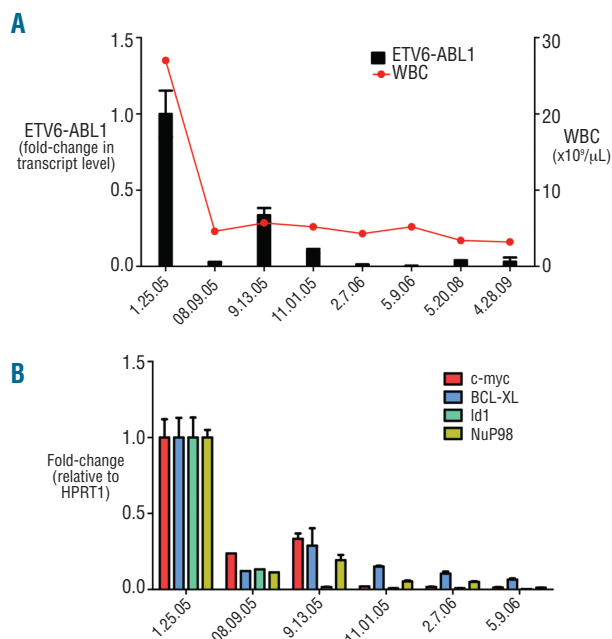 A
ETV6-ABL1
(fold-change in
transcript level)
1.5
1.0
0.5
0.0
ETV6-ABL1
WBC
30
20
10
0
WBC
(x10⁹/µL)
1.25.05
08.09.05
9.13.05
11.01.05
2.7.06
5.9.06
5.20.08
4.28.09
B
Fold-change
(relative to
HPRT1)
1.5
1.0
0.5
0.0
c-myc
BCL-XL
Id1
NuP98
1.25.05
08.09.05
9.13.05
11.01.05
2.7.06
5.9.06